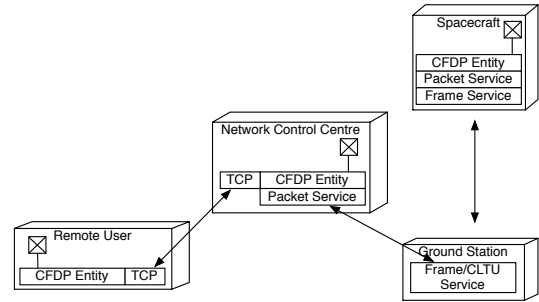 Spacecraft
CFDP Entity
Packet Service
Frame Service
Network Control Centre
TCP CFDP Entity
Packet Service
Remote User
CFDP Entity TCP
Ground Station
Frame/CLTU
Service